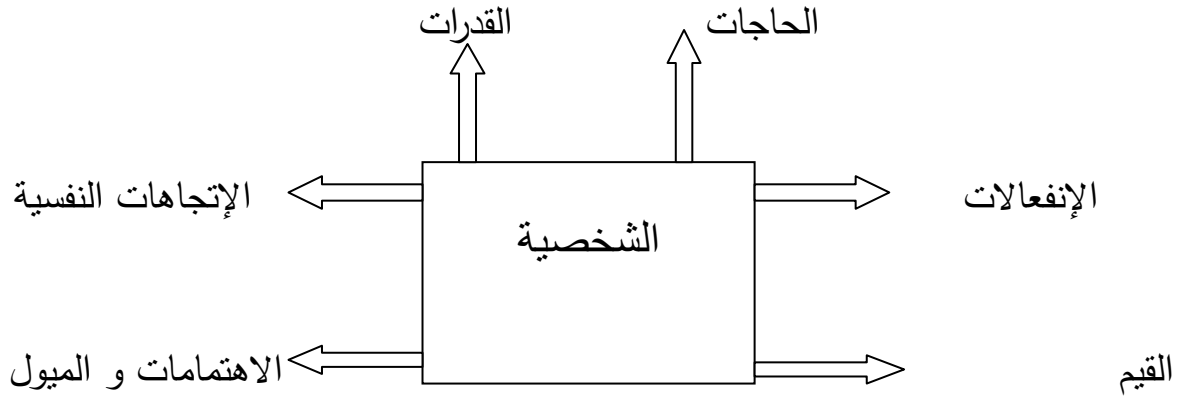 الحاجات
القدرات
الإنفعالات
الإتجاهات النفسية
الشخصية
القيم
الاهتمامات و الميول